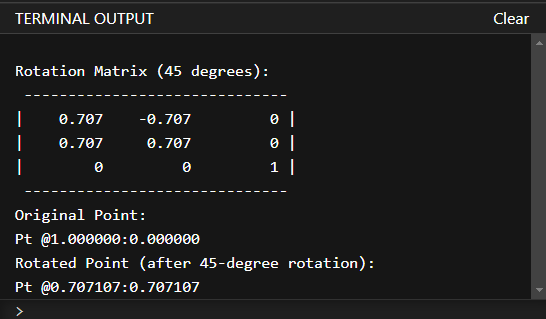 TERMINAL OUTPUT Clear
Rotation Matrix (45 degrees):
 ------------------------------
|    0.707    -0.707         0 |
|    0.707     0.707         0 |
|        0         0         1 |
 ------------------------------
Original Point:
Pt @1.000000:0.000000
Rotated Point (after 45-degree rotation):
Pt @0.707107:0.707107
>